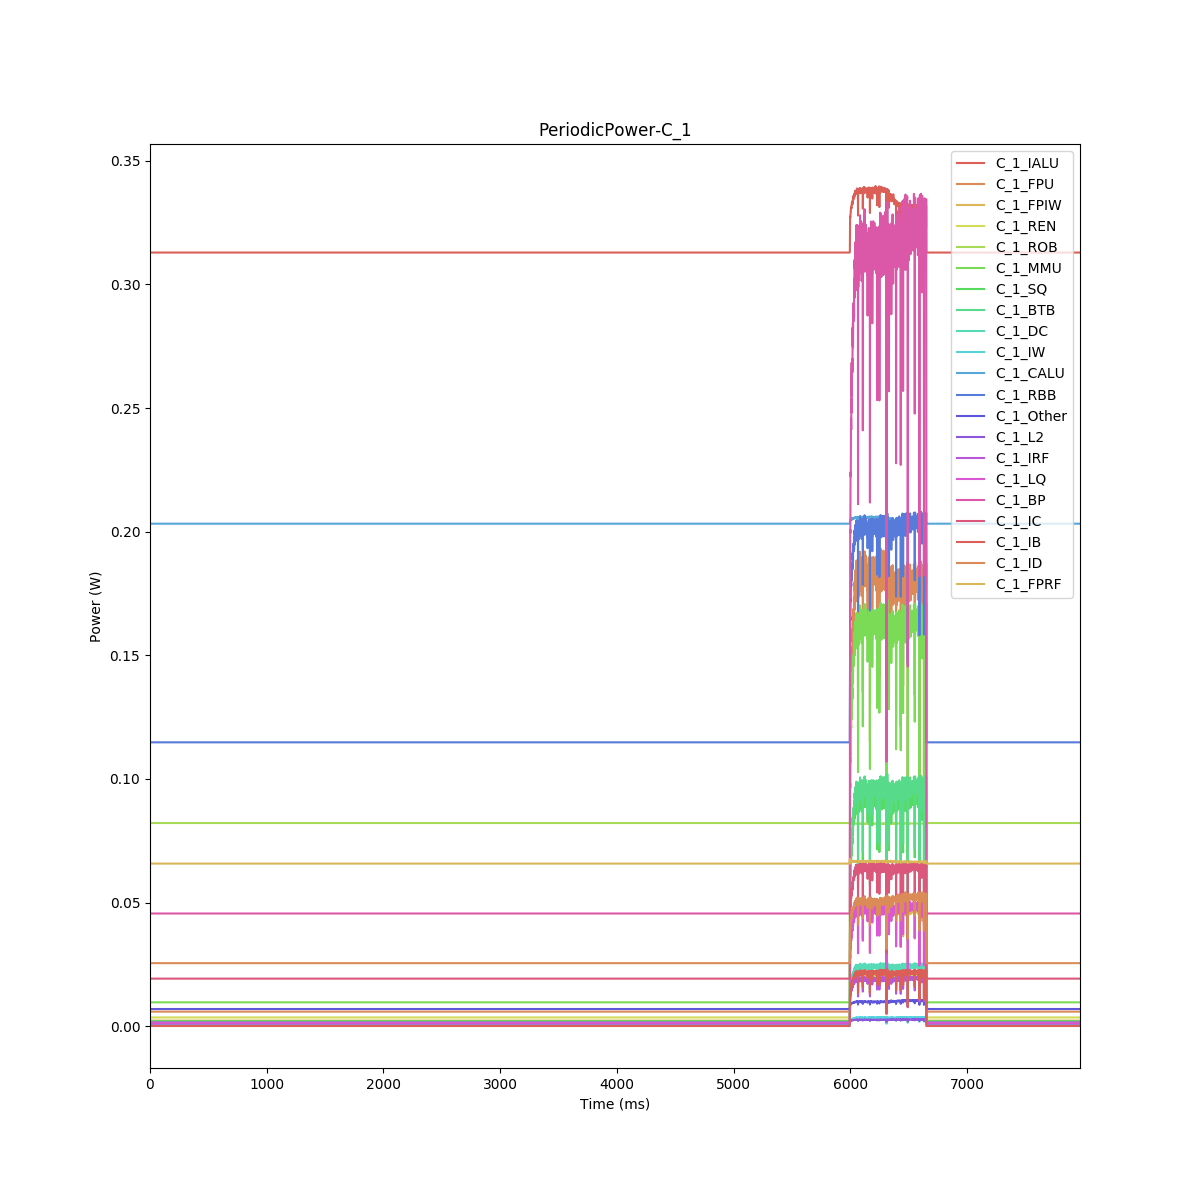 PeriodicPower-C_1
0.35
0.30
0.25
0.20
0.15
0.10
0.05
0.00
Power (W)
C_1_IALU
C_1_FPU
C_1_FPIW
C_1_REN
C_1_ROB
C_1_MMU
C_1_SQ
C_1_BTB
C_1_DC
C_1_IW
C_1_CALU
C_1_RBB
C_1_Other
C_1_L2
C_1_IRF
C_1_LQ
C_1_BP
C_1_IC
C_1_IB
C_1_ID
C_1_FPRF
0 1000 2000 3000 4000 5000 6000 7000
Time (ms)